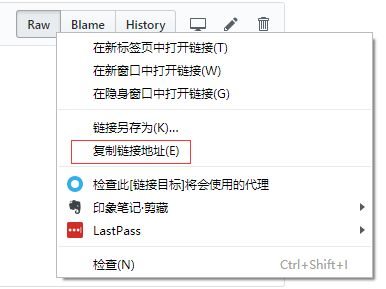 Raw Blame History
在新标签页中打开链接(T)
在新窗口中打开链接(W)
在隐身窗口中打开链接(G)
链接另存为(K)...
复制链接地址(E)
检查此[链接目标]将会使用的代理
印象笔记·剪藏
LastPass
检查(N) Ctrl+Shift+I